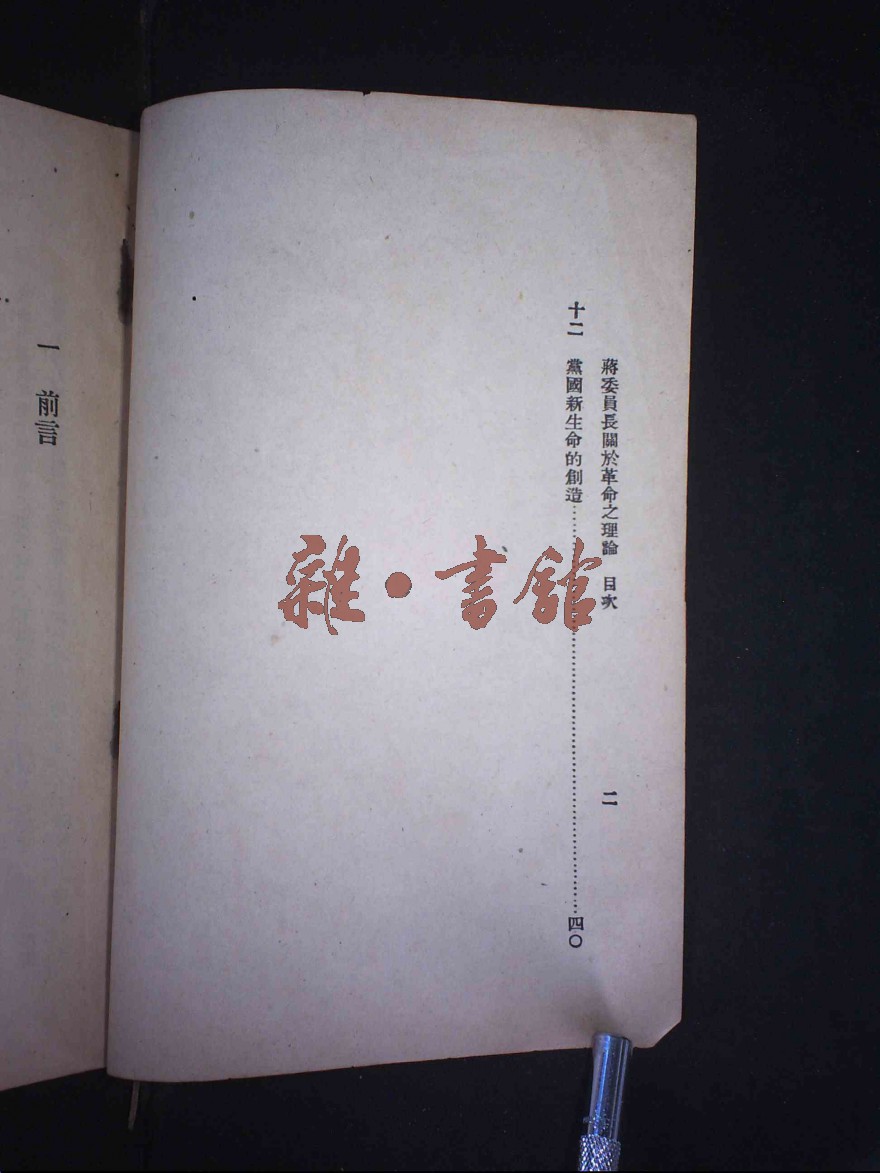 蔣委員長關於革命之理論　目次　二
十二　黨國新生命的創造……………………四〇
一　前言
雜•書館